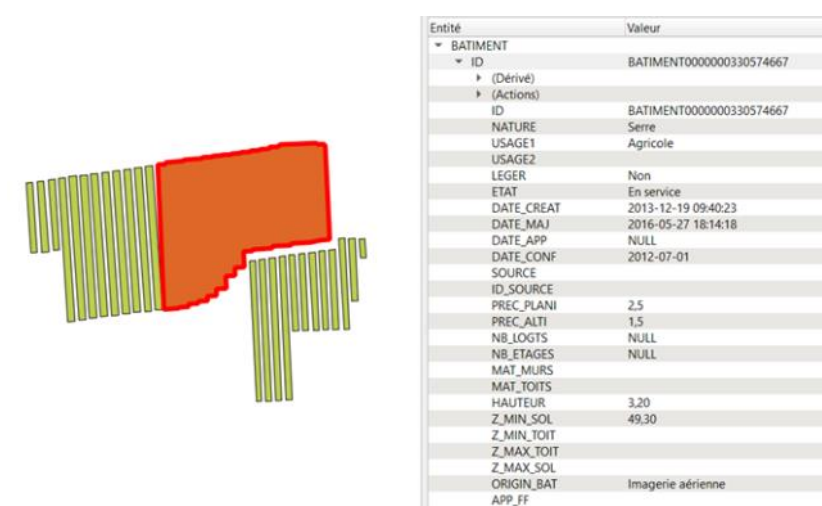 Entité Valeur
BATIMENT
ID BATIMENT0000000330574667
(Dérivé)
(Actions)
ID BATIMENT0000000330574667
NATURE Serre
USAGE1 Agricole
USAGE2
LEGER Non
ETAT En service
DATE_CREAT 2013-12-19 09:40:23
DATE_MAJ 2016-05-27 18:14:18
DATE_APP NULL
DATE_CONF 2012-07-01
SOURCE
ID_SOURCE
PREC_PLANI 2,5
PREC_ALTI 1,5
NB_LOGTS NULL
NB_ETAGES NULL
MAT_MURS
MAT_TOITS
HAUTEUR 3,20
Z_MIN_SOL 49,30
Z_MIN_TOIT
Z_MAX_TOIT
Z_MAX_SOL
ORIGIN_BAT Imagerie aérienne
APP_FF